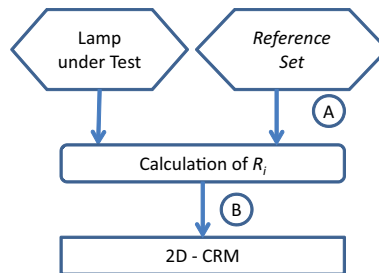 Lamp
under Test
Reference
Set
A
Calculation of Ri
B
2D - CRM